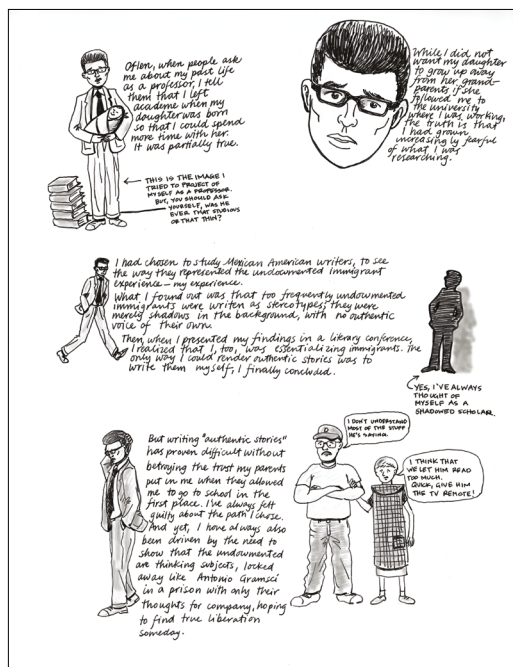 Often, when people ask
me about my past life
as a professor, I tell
them that I left
academe when my
daughter was born
so that I could spend
more time with her.
It was partially true.
THIS IS THE IMAGE I
TRIED TO PROJECT OF
MYSELF AS A PROFESSOR.
BUT, YOU SHOULD ASK
YOURSELF, WAS HE
EVER THAT STUDIOUS
OR THAT THIN?
While I did not
want my daughter
to grow up away
from her grand-
parents if she
followed me to
the university
where I was working,
the truth is that
I had grown
increasingly fearful
of what I was
researching.
I had chosen to study Mexican American writers, to see
the way they represented the undocumented immigrant
experience — my experience.
What I found out was that too frequently undocumented
immigrants were written as stereotypes; they were
merely shadows in the background, with no authentic
voice of their own.
Then, when I presented my findings in a literary conference,
I realized that I, too, was essentializing immigrants. The
only way I could render authentic stories was to
write them myself, I finally concluded.
YES, I'VE ALWAYS
THOUGHT OF
MYSELF AS A
SHADOWED SCHOLAR.
But writing "authentic stories"
has proven difficult without
betraying the trust my parents
put in me when they allowed
me to go to school in the
first place. I've always felt
guilty about the path I chose.
And yet, I have always also
been driven by the need to
show that the undocumented
are thinking subjects, locked
away like Antonio Gramsci
in a prison with only their
thoughts for company, hoping
to find true liberation
someday.
I DON'T UNDERSTAND
MOST OF THE STUFF
HE'S SAYING.
I THINK THAT
WE LET HIM READ
TOO MUCH.
QUICK, GIVE HIM
THE TV REMOTE!